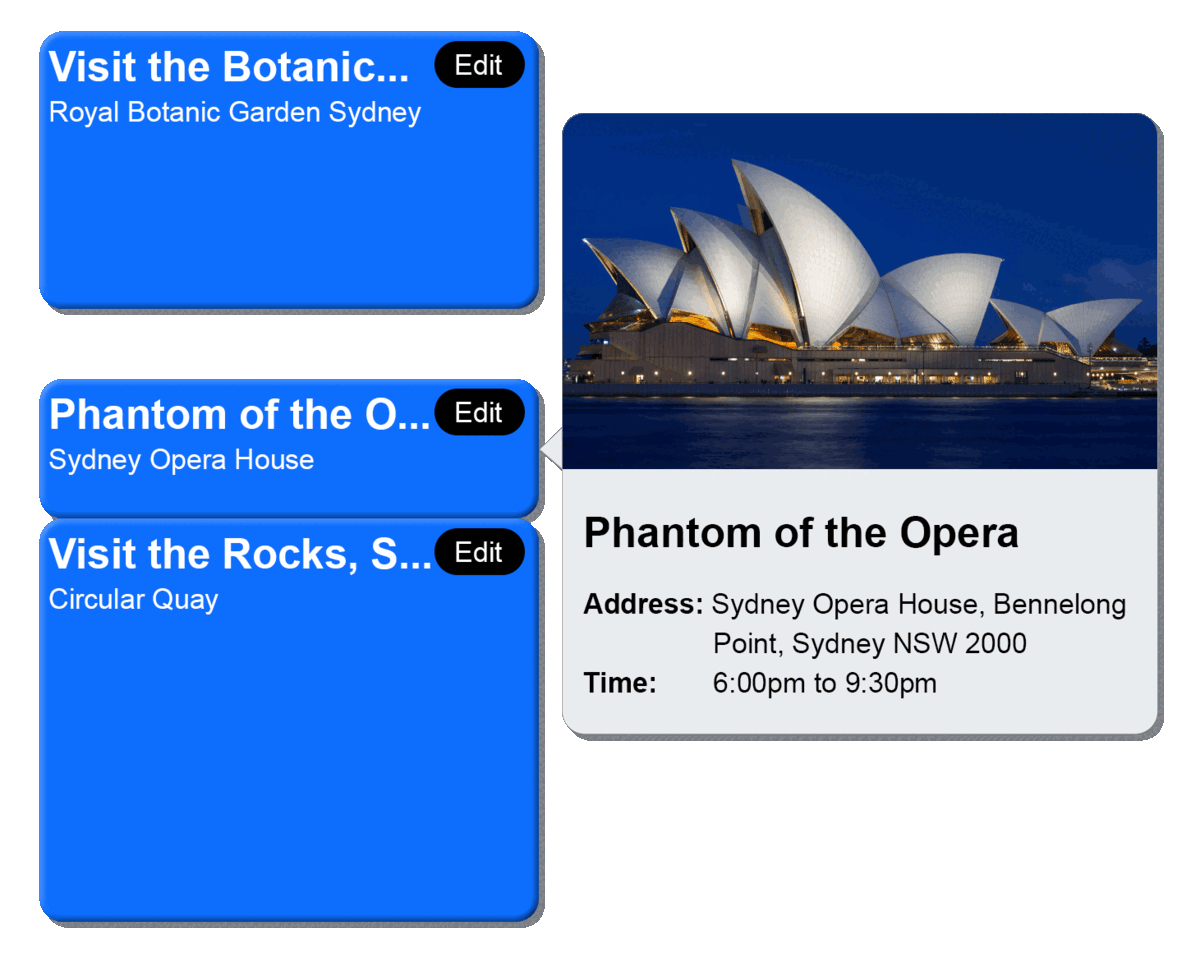 Visit the Botanic... Edit
Royal Botanic Garden Sydney
Phantom of the O... Edit
Sydney Opera House
Visit the Rocks, S... Edit
Circular Quay
Phantom of the Opera
Address: Sydney Opera House, Bennelong
Point, Sydney NSW 2000
Time: 6:00pm to 9:30pm